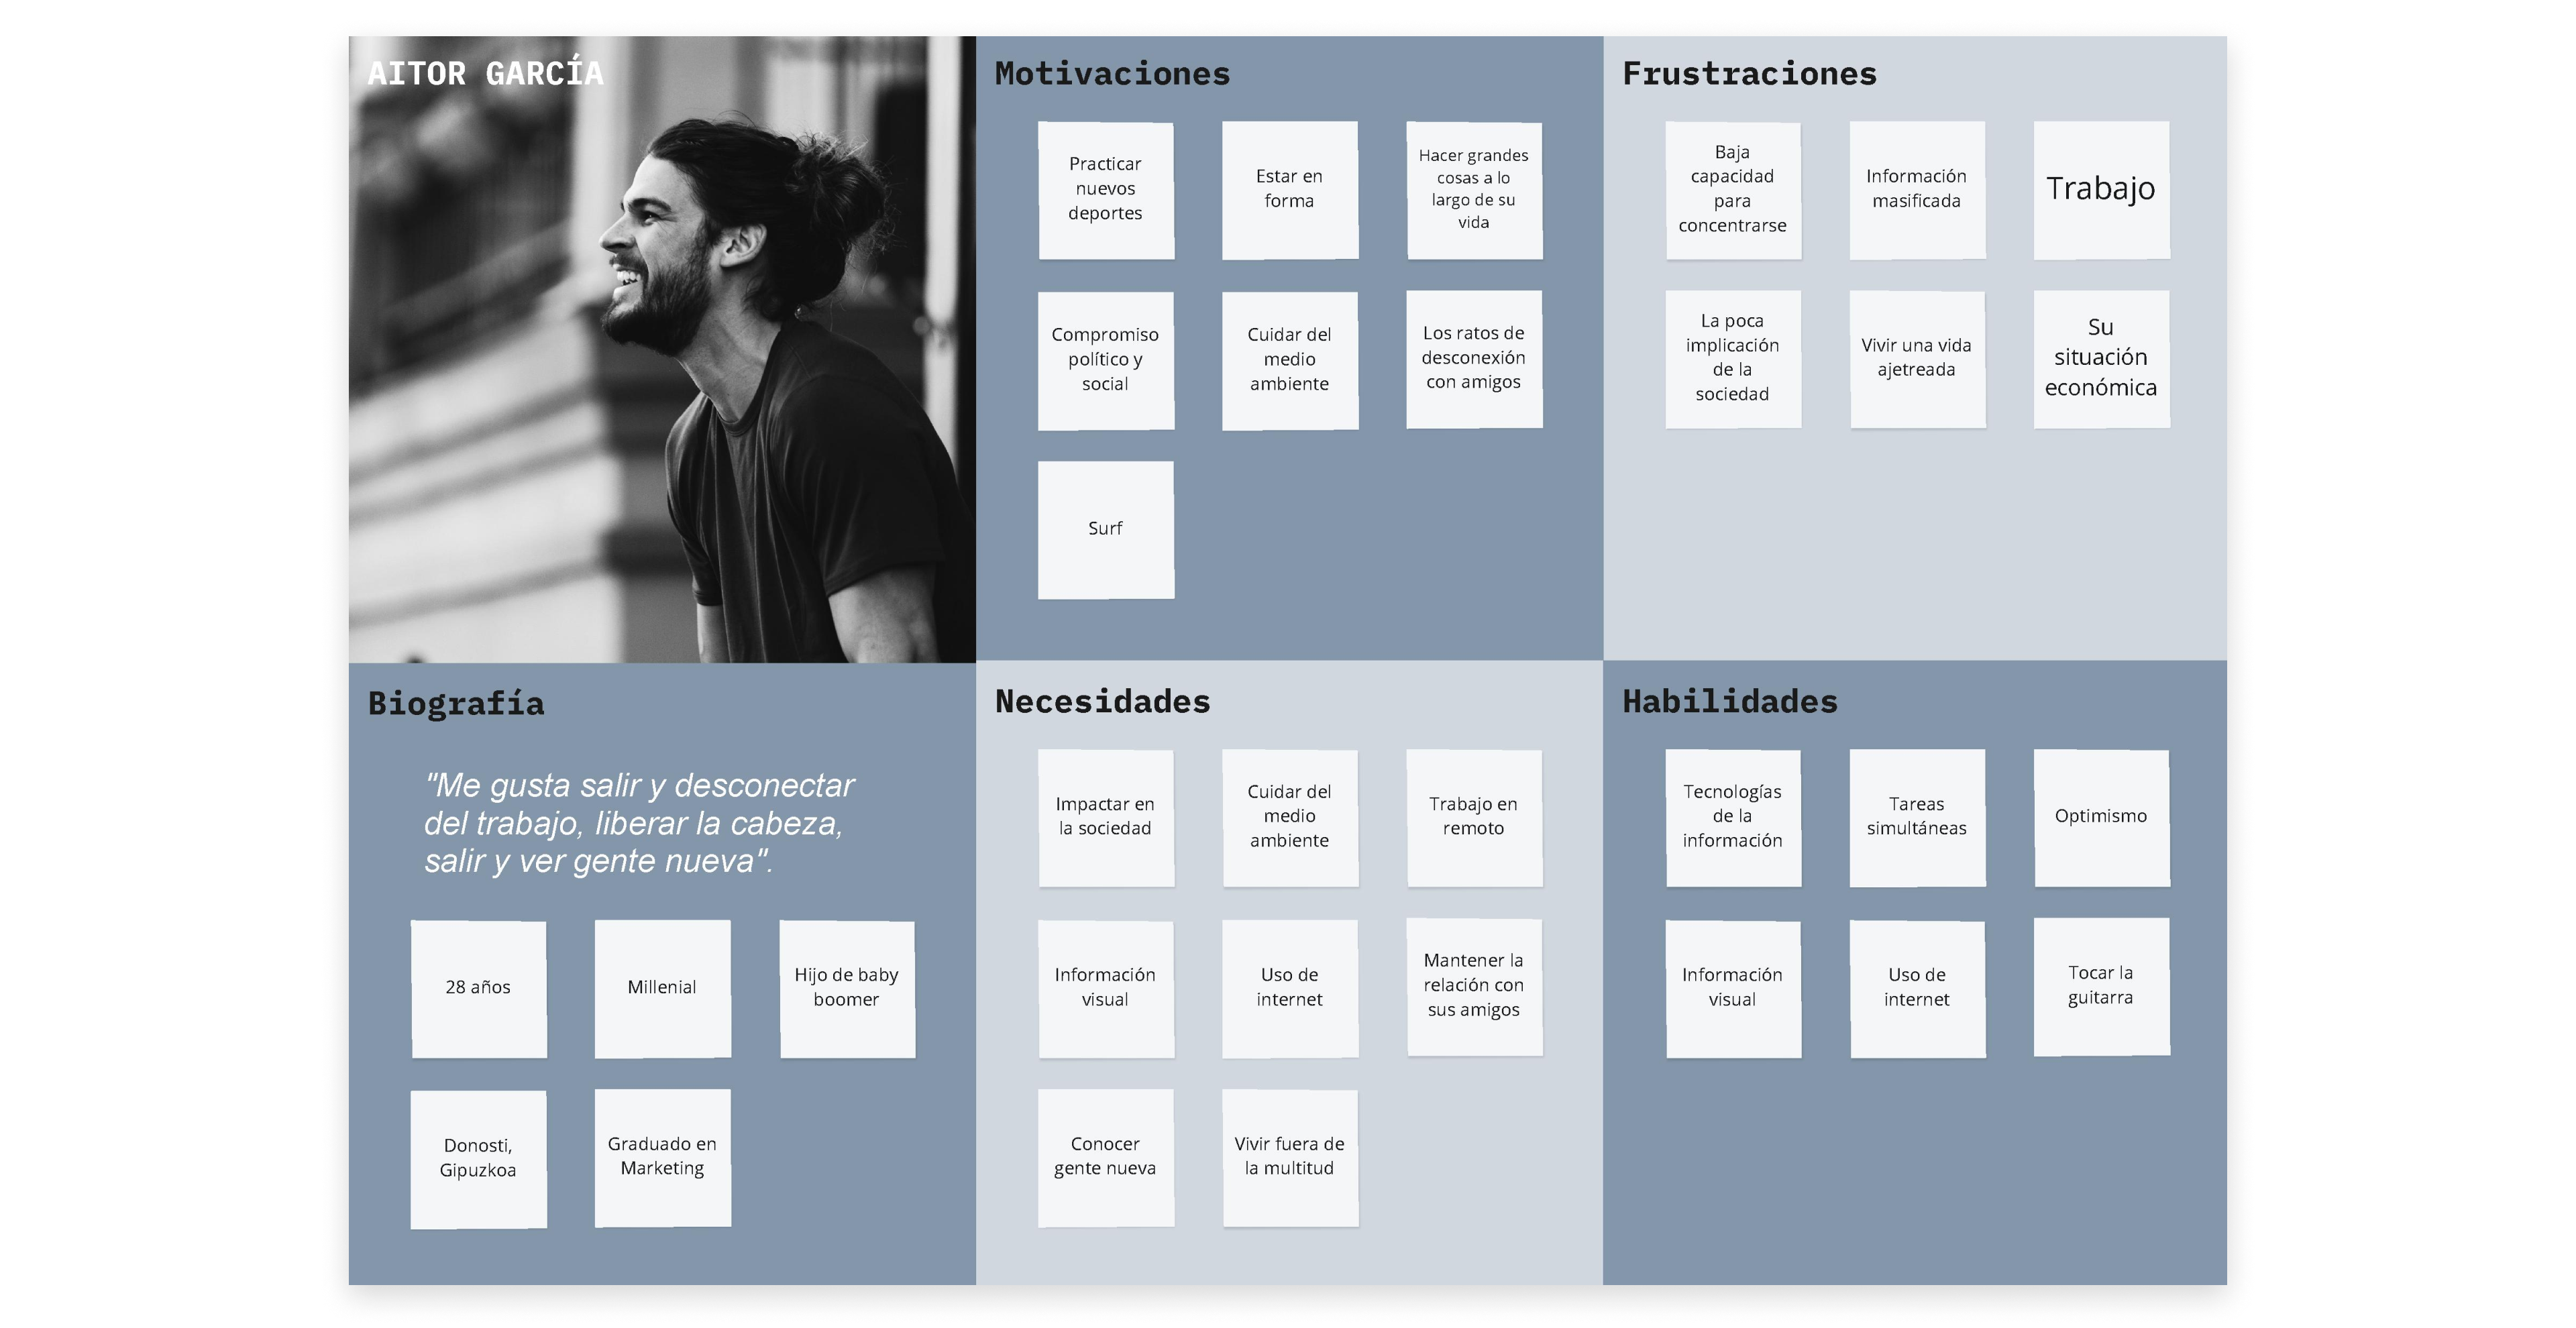 AITOR GARCÍA
Motivaciones
Practicar
nuevos
deportes
Estar en
forma
Hacer grandes
cosas a lo
largo de su
vida
Compromiso
político y
social
Cuidar del
medio
ambiente
Los ratos de
desconexión
con amigos
Surf
Frustraciones
Baja
capacidad
para
concentrarse
Información
masificada
Trabajo
La poca
implicación
de la
sociedad
Vivir una vida
ajetreada
Su
situación
económica
Biografía
"Me gusta salir y desconectar
del trabajo, liberar la cabeza,
salir y ver gente nueva".
28 años
Millenial
Hijo de baby
boomer
Donosti,
Gipuzkoa
Graduado en
Marketing
Necesidades
Impactar en
la sociedad
Cuidar del
medio
ambiente
Trabajo en
remoto
Información
visual
Uso de
internet
Mantener la
relación con
sus amigos
Conocer
gente nueva
Vivir fuera de
la multitud
Habilidades
Tecnologías
de la
información
Tareas
simultáneas
Optimismo
Información
visual
Uso de
internet
Tocar la
guitarra